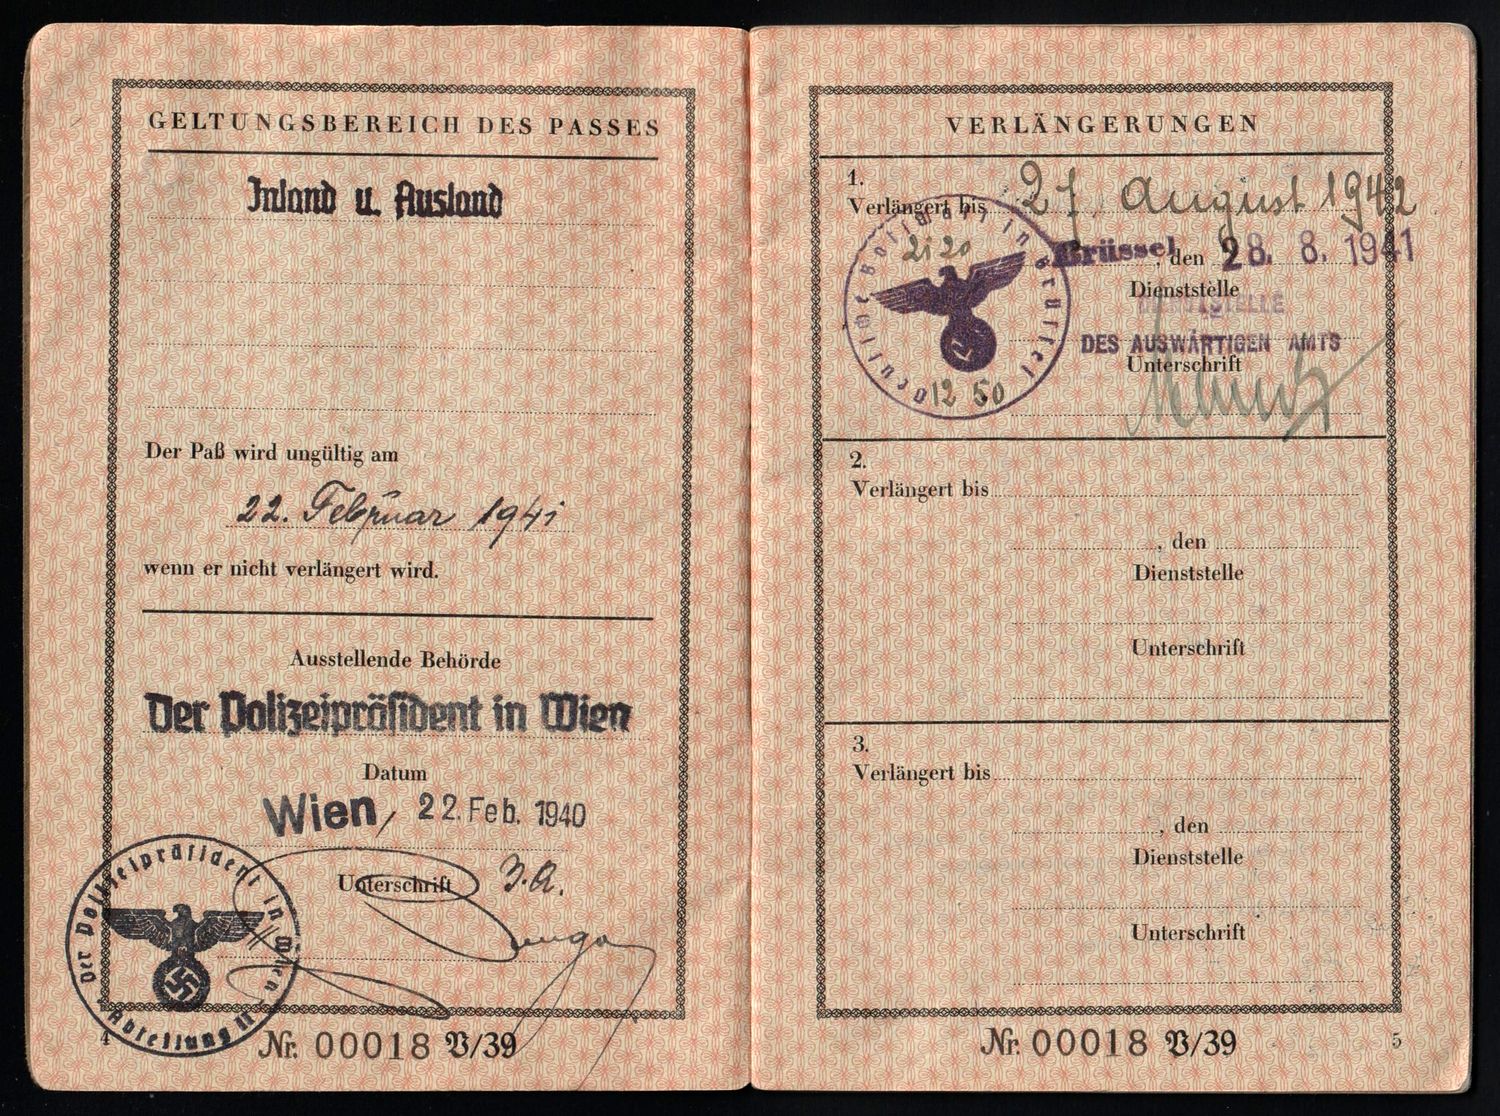 GELTUNGSBEREICH DES PASSES
Inland u. Ausland
Der Paß wird ungültig am
22. Februar 1941
wenn er nicht verlängert wird.
Ausstellende Behörde
Der Polizeipräsident in Wien
Datum
Wien, 22. Feb. 1940
Unterschrift J.A.
Der Polizeipräsident in Wien
Abteilung II
4
Nr. 00018 B/39
VERLÄNGERUNGEN
1.
Verlängert bis 27. August 1942
Brüssel, den 28. 8. 1941
Dienststelle
DIENSTSTELLE
DES AUSWÄRTIGEN AMTS
Unterschrift
12 50
2.
Verlängert bis
, den
Dienststelle
Unterschrift
3.
Verlängert bis
, den
Dienststelle
Unterschrift
Nr. 00018 B/39
5